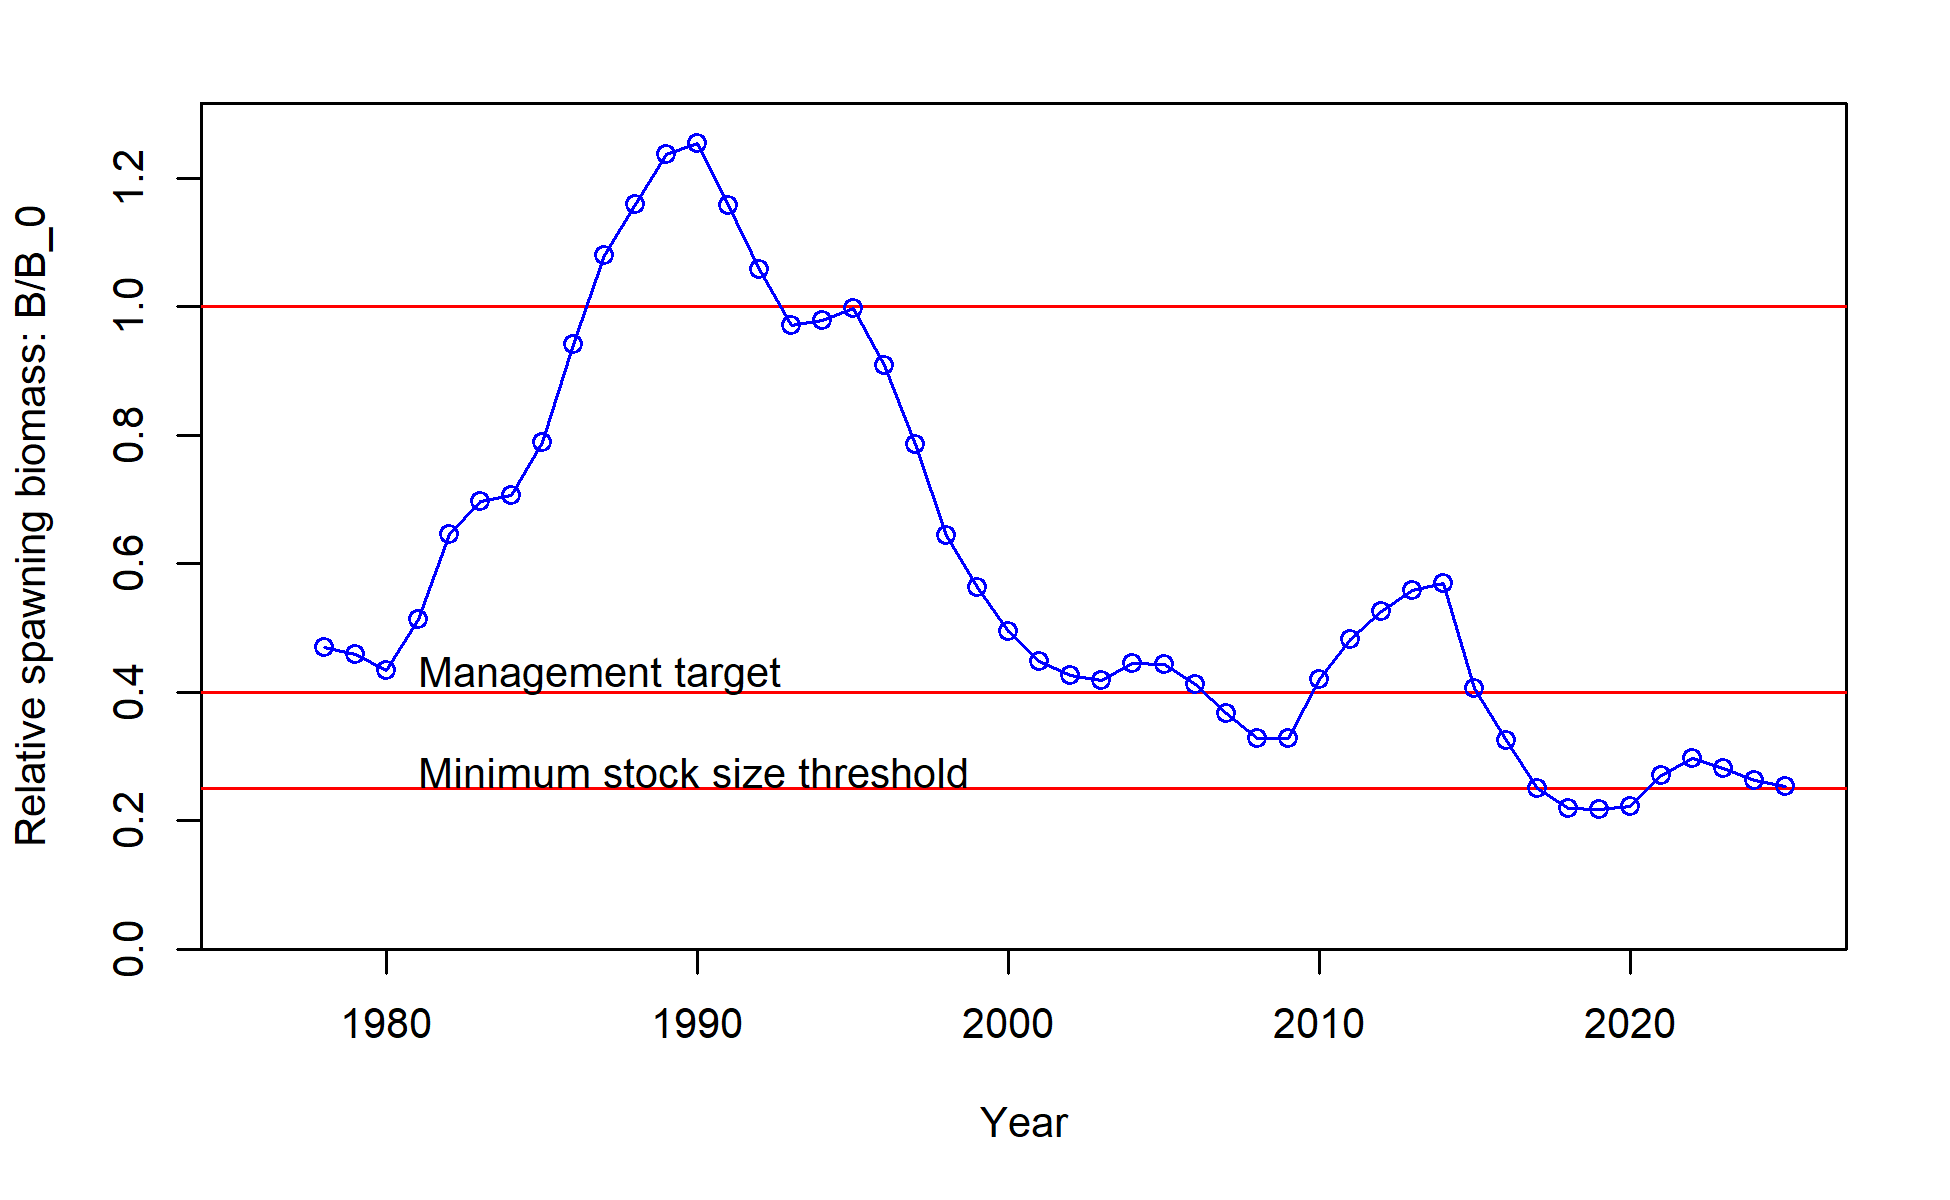 Relative spawning biomass: B/B_0
1.2
1.0
0.8
0.6
0.4
0.2
0.0
Management target
Minimum stock size threshold
1980 1990 2000 2010 2020
Year